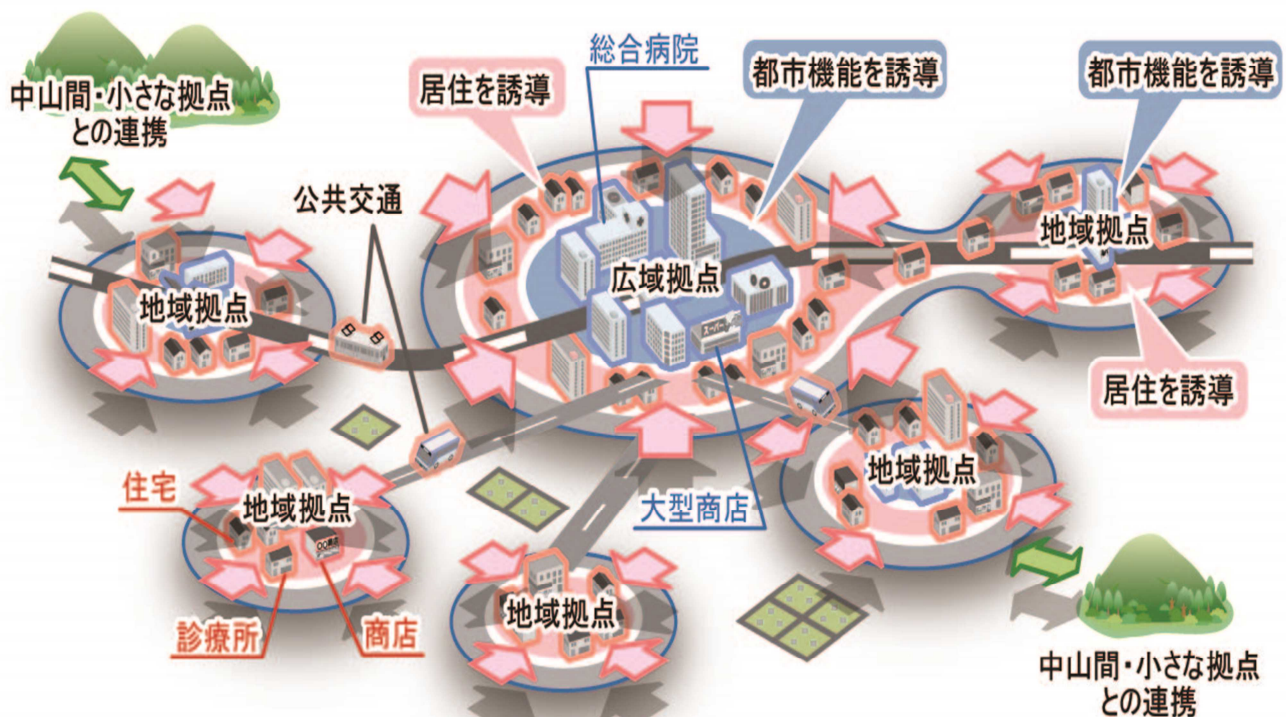 総合病院
都市機能を誘導
都市機能を誘導
居住を誘導
中山間・小さな拠点
との連携
公共交通
地域拠点
地域拠点
広域拠点
スーパー
居住を誘導
住宅
地域拠点
地域拠点
大型商店
地域拠点
診療所
商店
中山間・小さな拠点
との連携